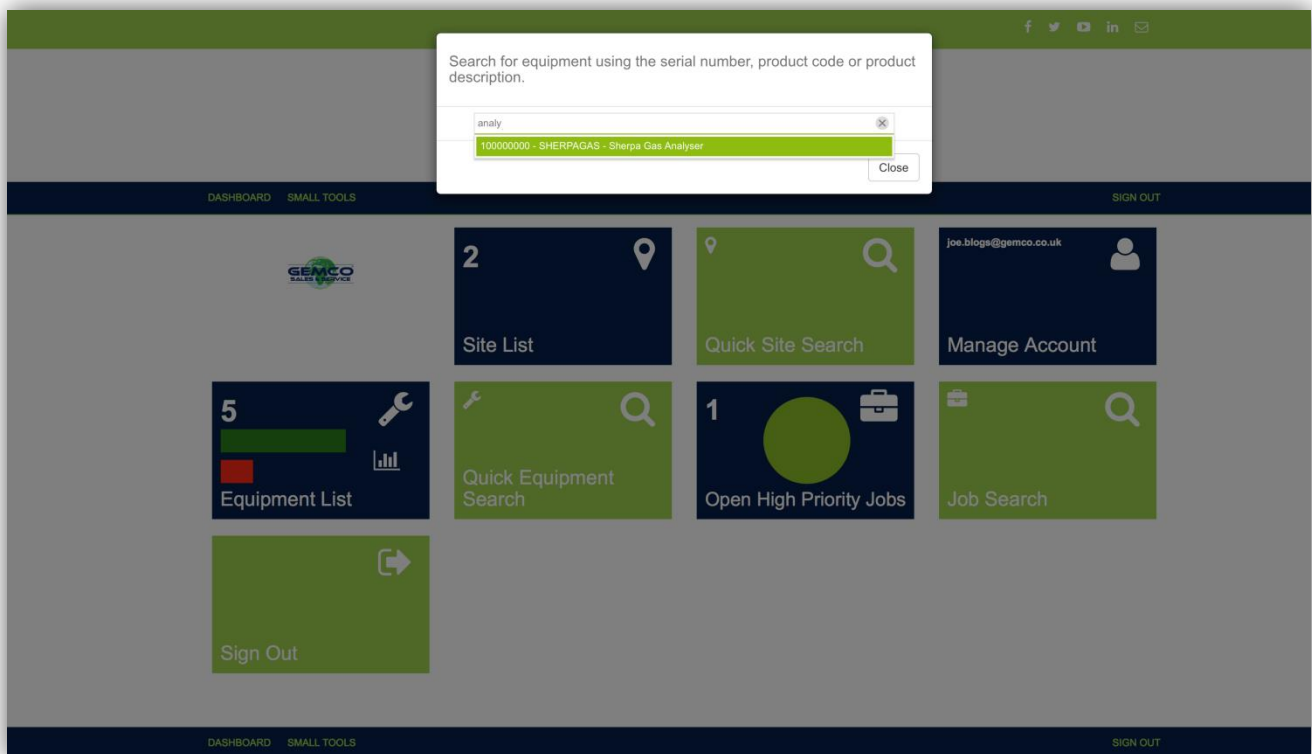 Search for equipment using the serial number, product code or product
description.
analy
100000000 - SHERPAGAS - Sherpa Gas Analyser
Close
DASHBOARD SMALL TOOLS SIGN OUT
GEMCO
SALES & SERVICE
2
Site List
Quick Site Search
joe.blogs@gemco.co.uk
Manage Account
5
Equipment List
Quick Equipment
Search
1
Open High Priority Jobs
Job Search
Sign Out
DASHBOARD SMALL TOOLS SIGN OUT